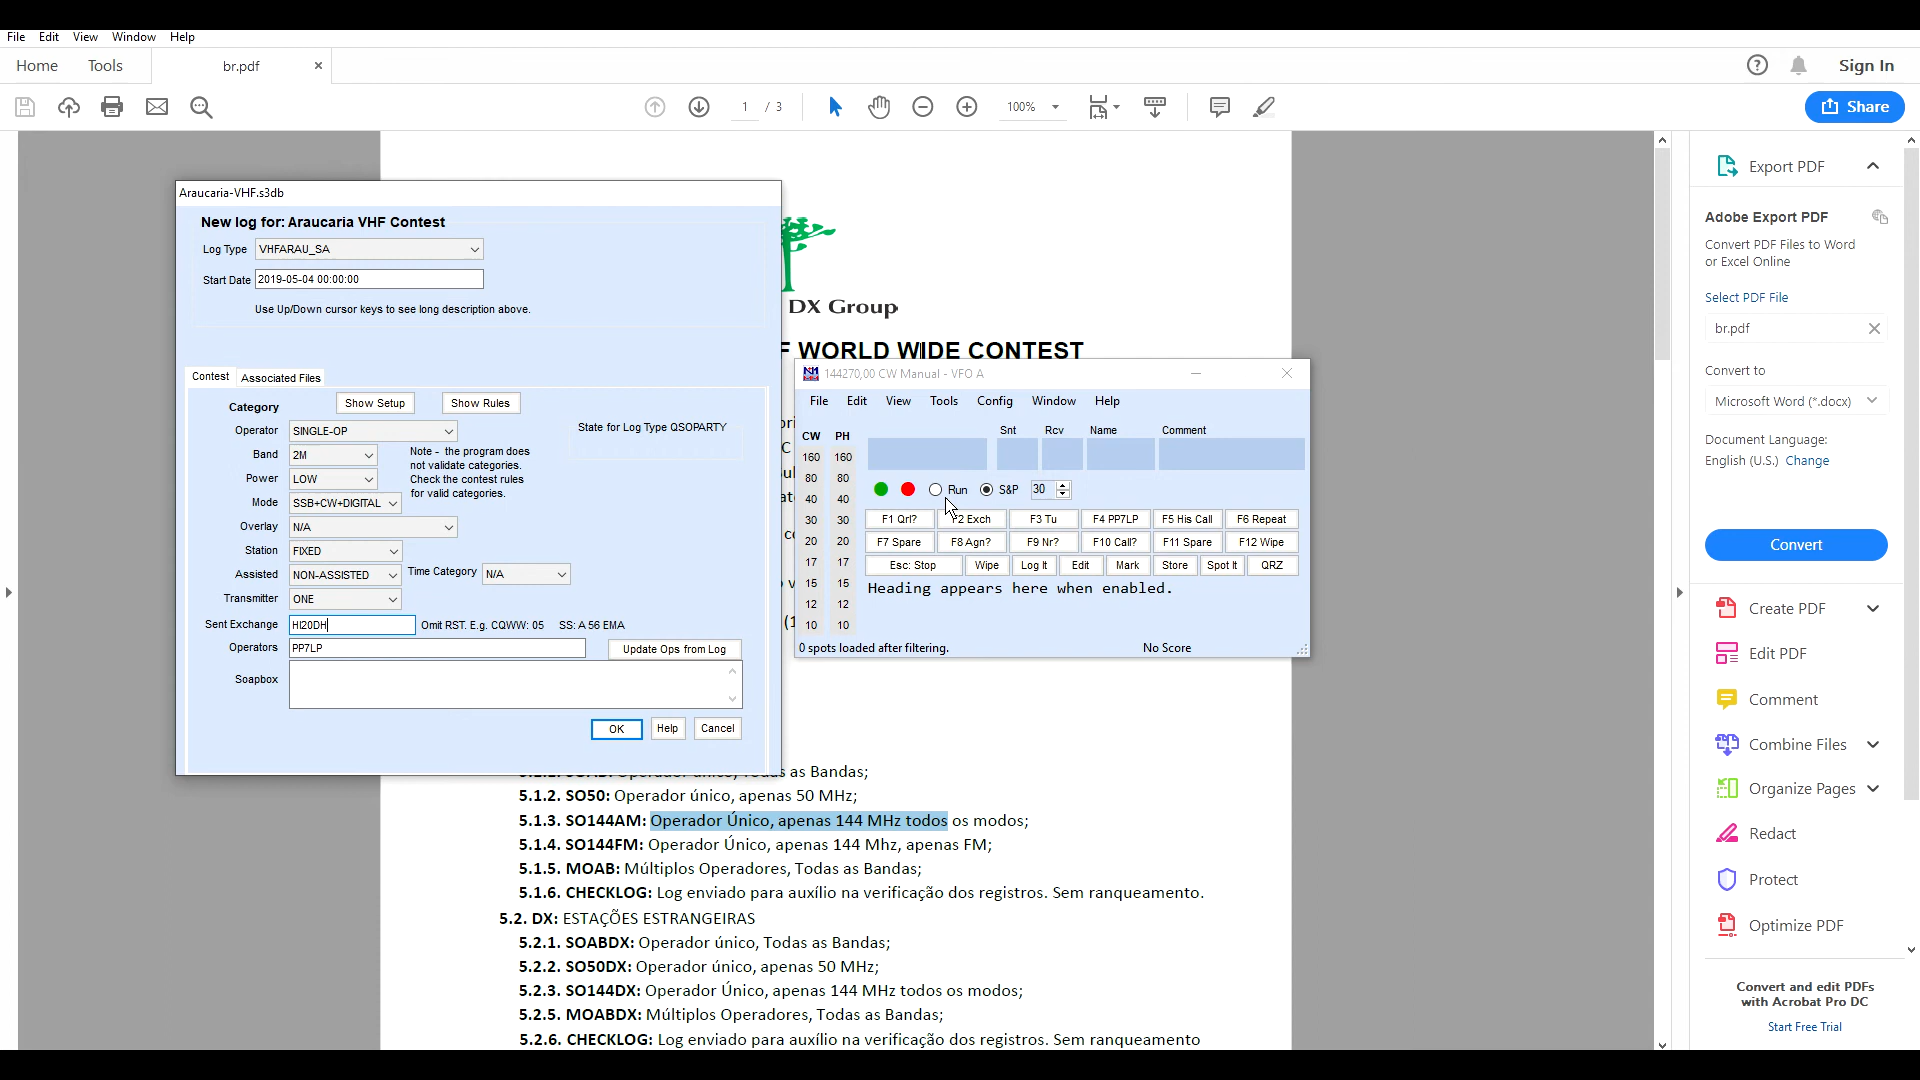 File Edit View Window Help
Home Tools br.pdf Sign In
1 / 3 100% Share
Araucaria-VHF.s3db
New log for: Araucaria VHF Contest
Log Type VHFARAU_SA
Start Date 2019-05-04 00:00:00
Use Up/Down cursor keys to see long description above.
Contest Associated Files
Category Show Setup Show Rules
Operator SINGLE-OP State for Log Type QSOPARTY
Band 2M Note - the program does
not validate categories.
Check the contest rules
for valid categories.
Power LOW
Mode SSB+CW+DIGITAL
Overlay N/A
Station FIXED
Assisted NON-ASSISTED Time Category N/A
Transmitter ONE
Sent Exchange HI20DH Omit RST. E.g. CQWW: 05 SS: A 56 EMA
Operators PP7LP Update Ops from Log
Soapbox
OK Help Cancel
DX Group
WORLD WIDE CONTEST
144270,00 CW Manual - VFO A
File Edit View Tools Config Window Help
Snt Rcv Name Comment
CW PH
160 160
80 80
40 40
30 30
20 20
17 17
15 15
12 12
10 10
Run S&P 30
F1 Qrl? F2 Exch F3 Tu F4 PP7LP F5 His Call F6 Repeat
F7 Spare F8 Agn? F9 Nr? F10 Call? F11 Spare F12 Wipe
Esc: Stop Wipe Log It Edit Mark Store Spot It QRZ
Heading appears here when enabled.
0 spots loaded after filtering. No Score
as Bandas;
5.1.2. SO50: Operador único, apenas 50 MHz;
5.1.3. SO144AM: Operador Único, apenas 144 MHz todos os modos;
5.1.4. SO144FM: Operador Único, apenas 144 Mhz, apenas FM;
5.1.5. MOAB: Múltiplos Operadores, Todas as Bandas;
5.1.6. CHECKLOG: Log enviado para auxílio na verificação dos registros. Sem ranqueamento.
5.2. DX: ESTAÇÕES ESTRANGEIRAS
5.2.1. SOABDX: Operador único, Todas as Bandas;
5.2.2. SO50DX: Operador único, apenas 50 MHz;
5.2.3. SO144DX: Operador Único, apenas 144 MHz todos os modos;
5.2.5. MOABDX: Múltiplos Operadores, Todas as Bandas;
5.2.6. CHECKLOG: Log enviado para auxílio na verificação dos registros. Sem ranqueamento
Export PDF
Adobe Export PDF
Convert PDF Files to Word
or Excel Online
Select PDF File
br.pdf
Convert to
Microsoft Word (*.docx)
Document Language:
English (U.S.) Change
Convert
Create PDF
Edit PDF
Comment
Combine Files
Organize Pages
Redact
Protect
Optimize PDF
Convert and edit PDFs
with Acrobat Pro DC
Start Free Trial